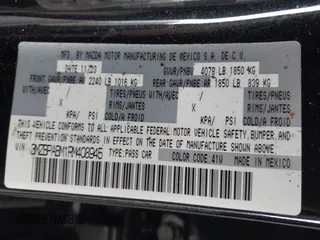 MFD. BY MAZDA MOTOR MANUFACTURING DE MEXICO S.A. DE C.V.
DATE 11/23 GVWR/PNBV 4079 LB 1850 KG
FRONT GAWR/PNBE AV 2240 LB 1016 KG REAR GAWR/PNBE AR 1850 LB 839 KG
WITH/AVEC TIRES/PNEUS WITH/AVEC TIRES/PNEUS
X RIMS/JANTES X RIMS/JANTES
KPA/ PSI/ COLD/A FROID KPA/ PSI/ COLD/A FROID
THIS VEHICLE CONFORMS TO ALL APPLICABLE FEDERAL MOTOR VEHICLE SAFETY, BUMPER, AND
THEFT PREVENTION STANDARDS IN EFFECT ON THE DATE OF MANUFACTURE SHOWN ABOVE.
VIN: TYPE: PASS CAR MADE IN MEXICO
COLOR CODE 41W